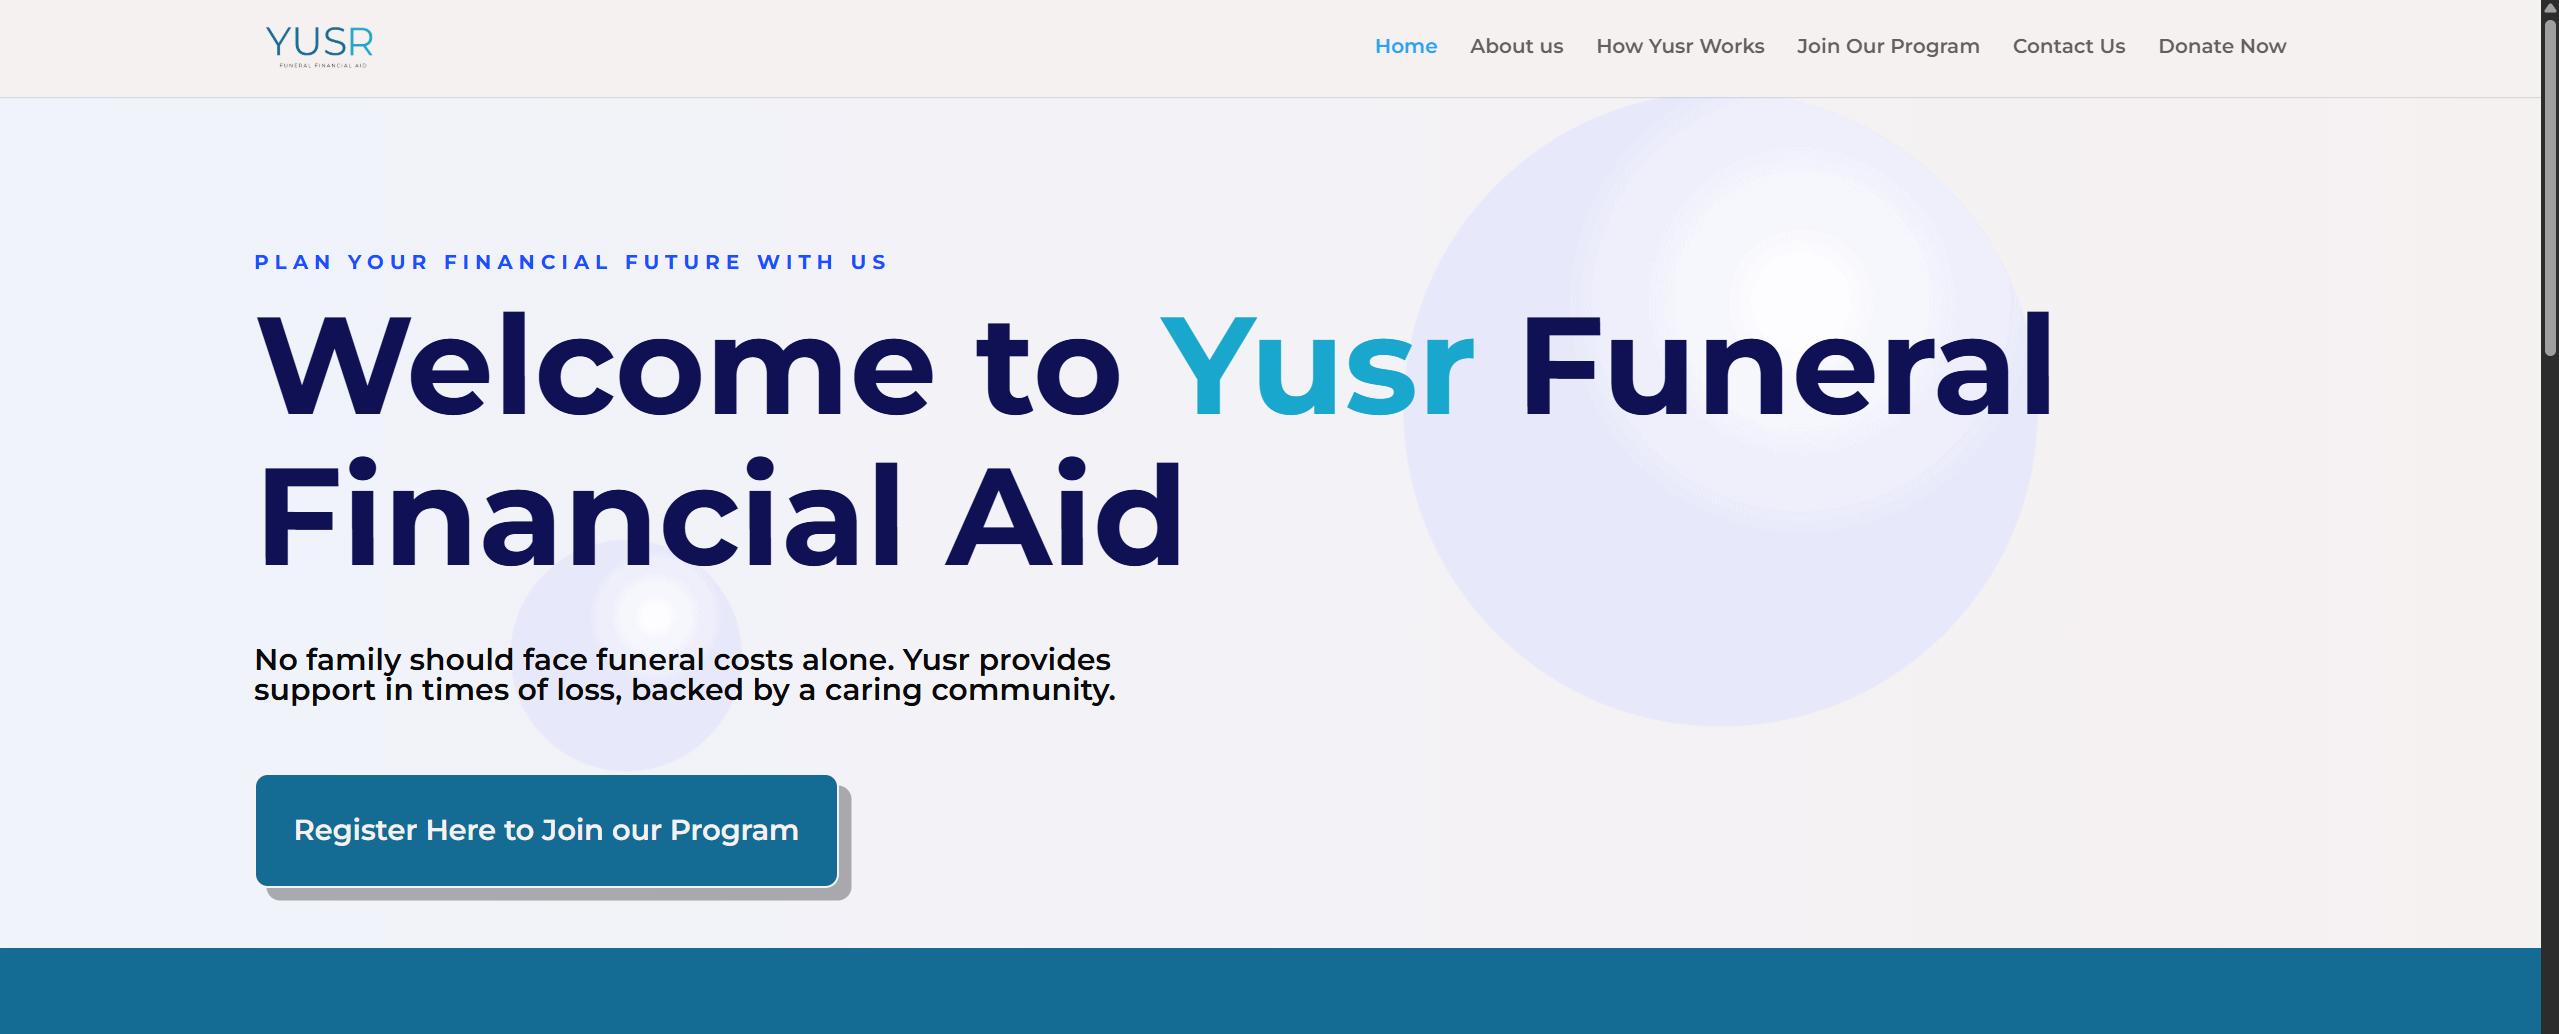 YUSR
FUNERAL FINANCIAL AID
Home About us How Yusr Works Join Our Program Contact Us Donate Now
PLAN YOUR FINANCIAL FUTURE WITH US
Welcome to Yusr Funeral
Financial Aid
No family should face funeral costs alone. Yusr provides
support in times of loss, backed by a caring community.
Register Here to Join our Program